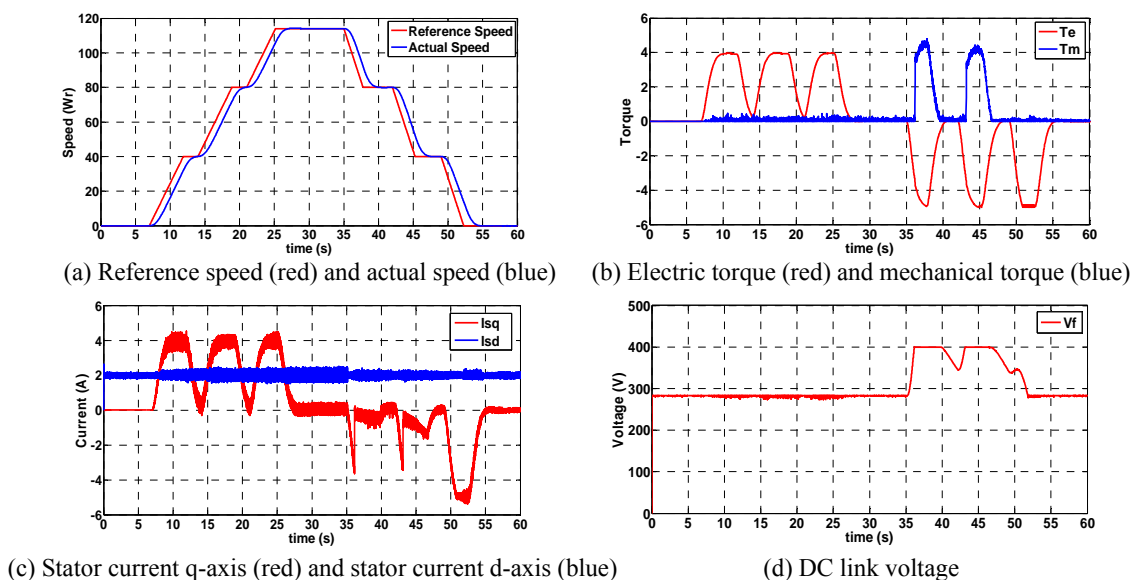 Reference Speed
Actual Speed
Speed (Wr)
120
100
80
60
40
20
0
0 5 10 15 20 25 30 35 40 45 50 55 60
time (s)
(a) Reference speed (red) and actual speed (blue)
Te
Tm
Torque
6
4
2
0
-2
-4
-6
0 5 10 15 20 25 30 35 40 45 50 55 60
time (s)
(b) Electric torque (red) and mechanical torque (blue)
Isq
Isd
Current (A)
6
4
2
0
-2
-4
-6
0 5 10 15 20 25 30 35 40 45 50 55 60
time (s)
(c) Stator current q-axis (red) and stator current d-axis (blue)
Vf
Voltage (V)
500
400
300
200
100
0
0 5 10 15 20 25 30 35 40 45 50 55 60
time (s)
(d) DC link voltage